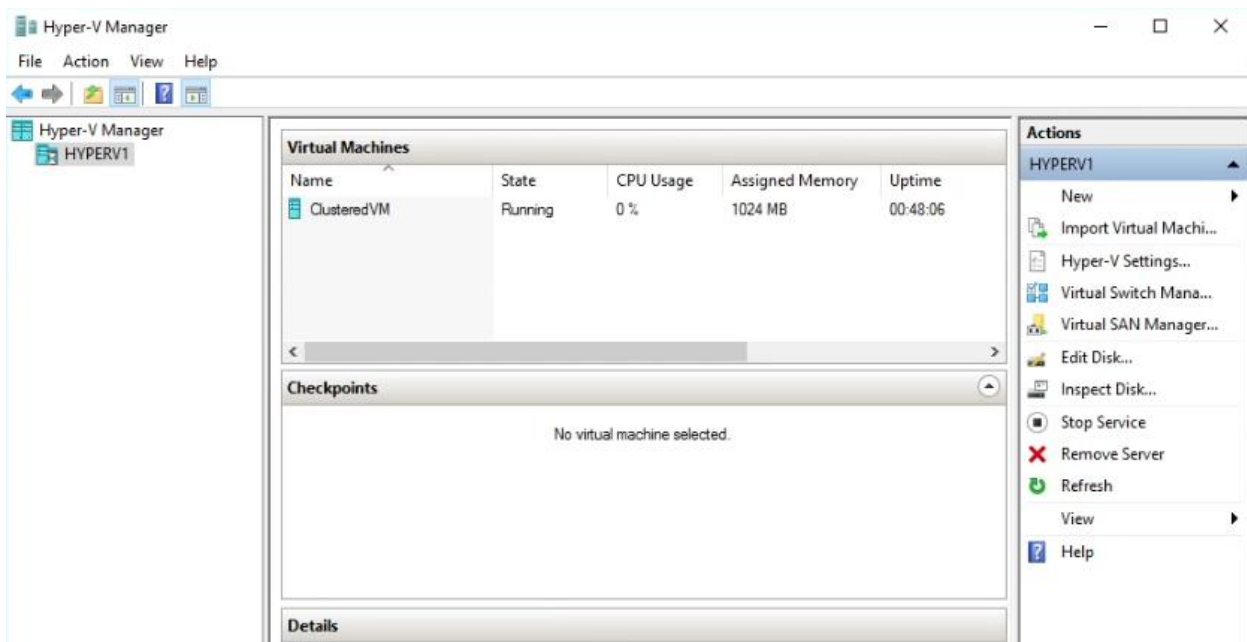 Hyper-V Manager
File Action View Help
Hyper-V Manager
HYPERV1
Virtual Machines
Name State CPU Usage Assigned Memory Uptime
ClusteredVM Running 0 % 1024 MB 00:48:06
Checkpoints
No virtual machine selected.
Details
Actions
HYPERV1
New
Import Virtual Machi...
Hyper-V Settings...
Virtual Switch Mana...
Virtual SAN Manager...
Edit Disk...
Inspect Disk...
Stop Service
Remove Server
Refresh
View
Help